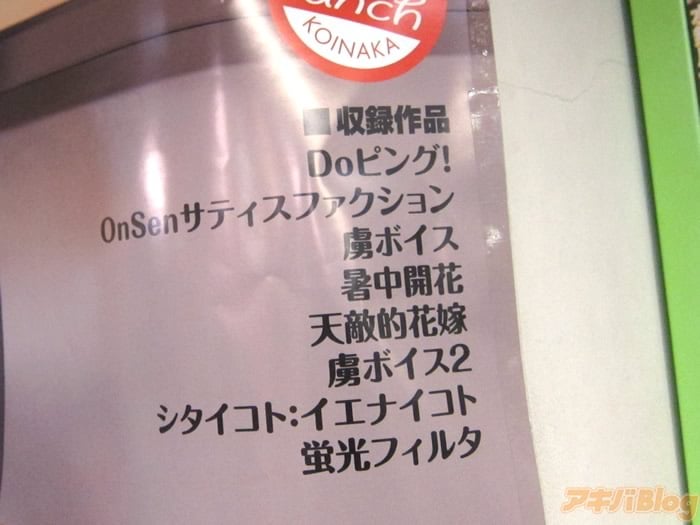 KOINAKA
■収録作品
Doピング!
OnSenサティスファクション
虜ボイス
暑中開花
天敵的花嫁
虜ボイス2
シタイコト:イエナイコト
蛍光フィルタ
アキバBlog